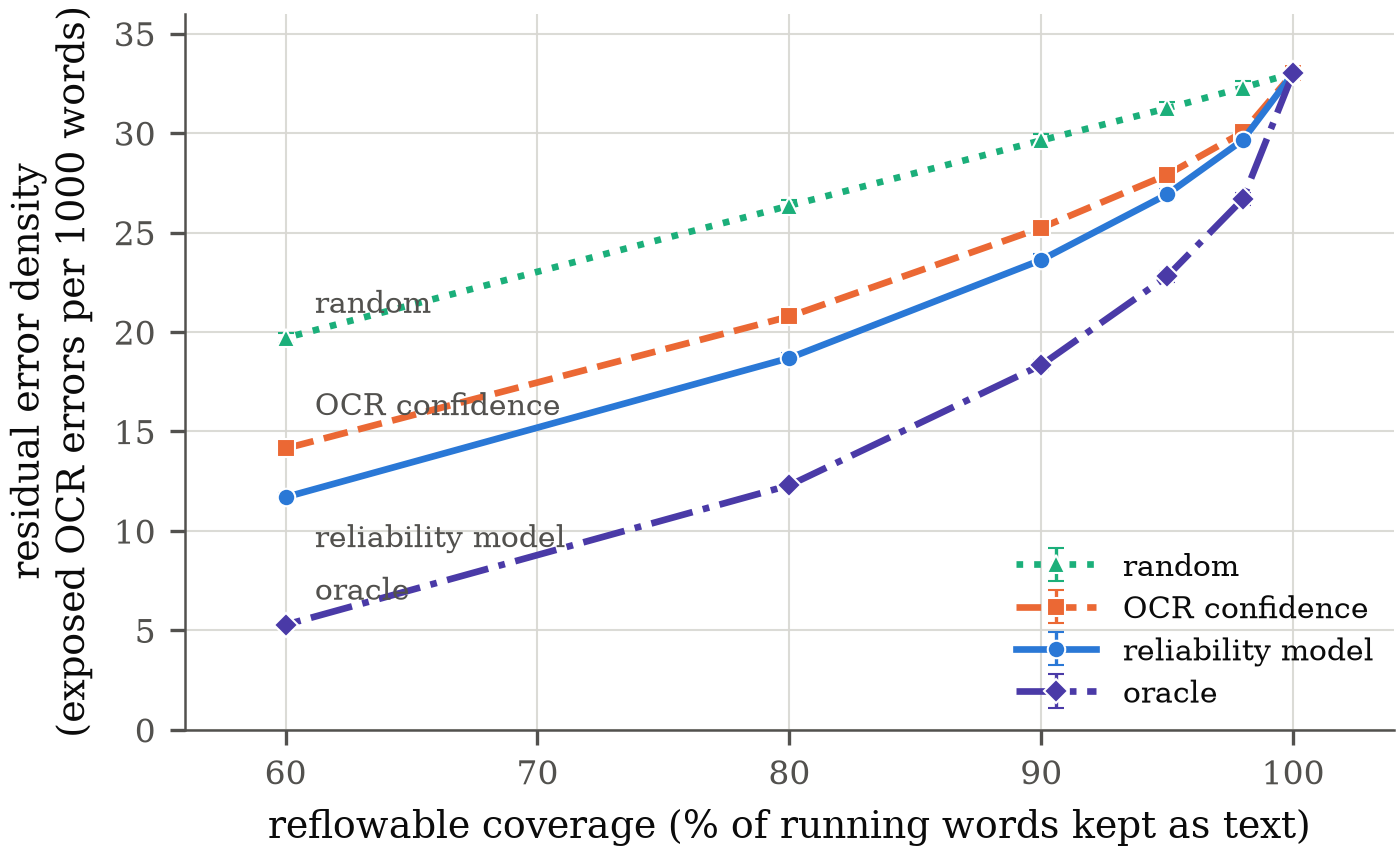 residual error density
(exposed OCR errors per 1000 words)
35
30
25
20
15
10
5
0
random
OCR confidence
reliability model
oracle
random
OCR confidence
reliability model
oracle
60 70 80 90 100
reflowable coverage (% of running words kept as text)